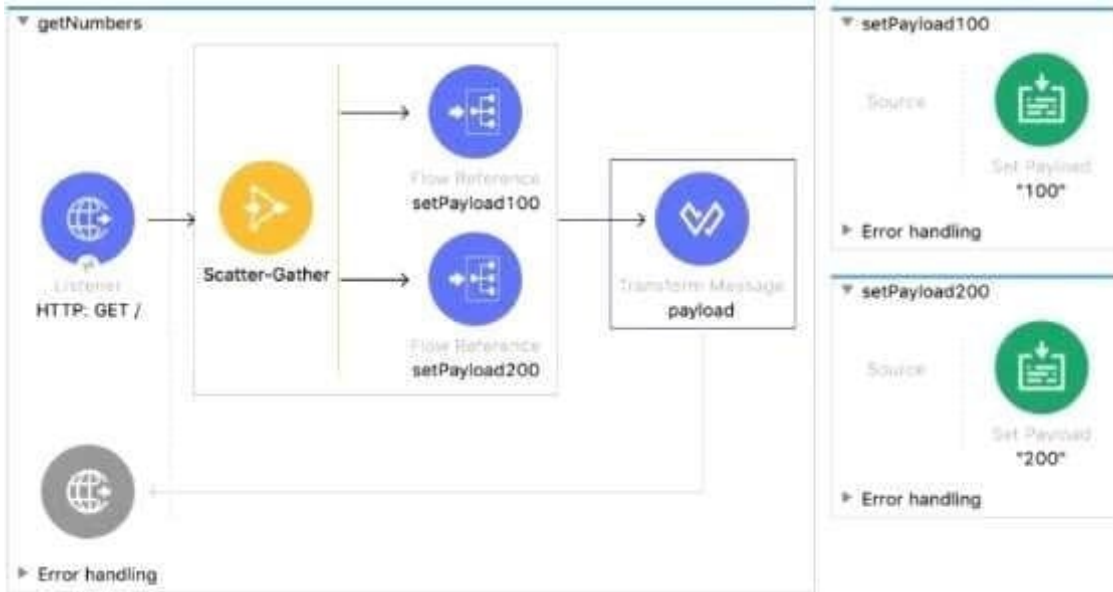 getNumbers
Flow Reference
setPayload100
Scatter-Gather
Listener
HTTP: GET /
Flow Reference
setPayload200
Transform Message
payload
Error handling
setPayload100
Source
Set Payload
"100"
Error handling
setPayload200
Source
Set Payload
"200"
Error handling